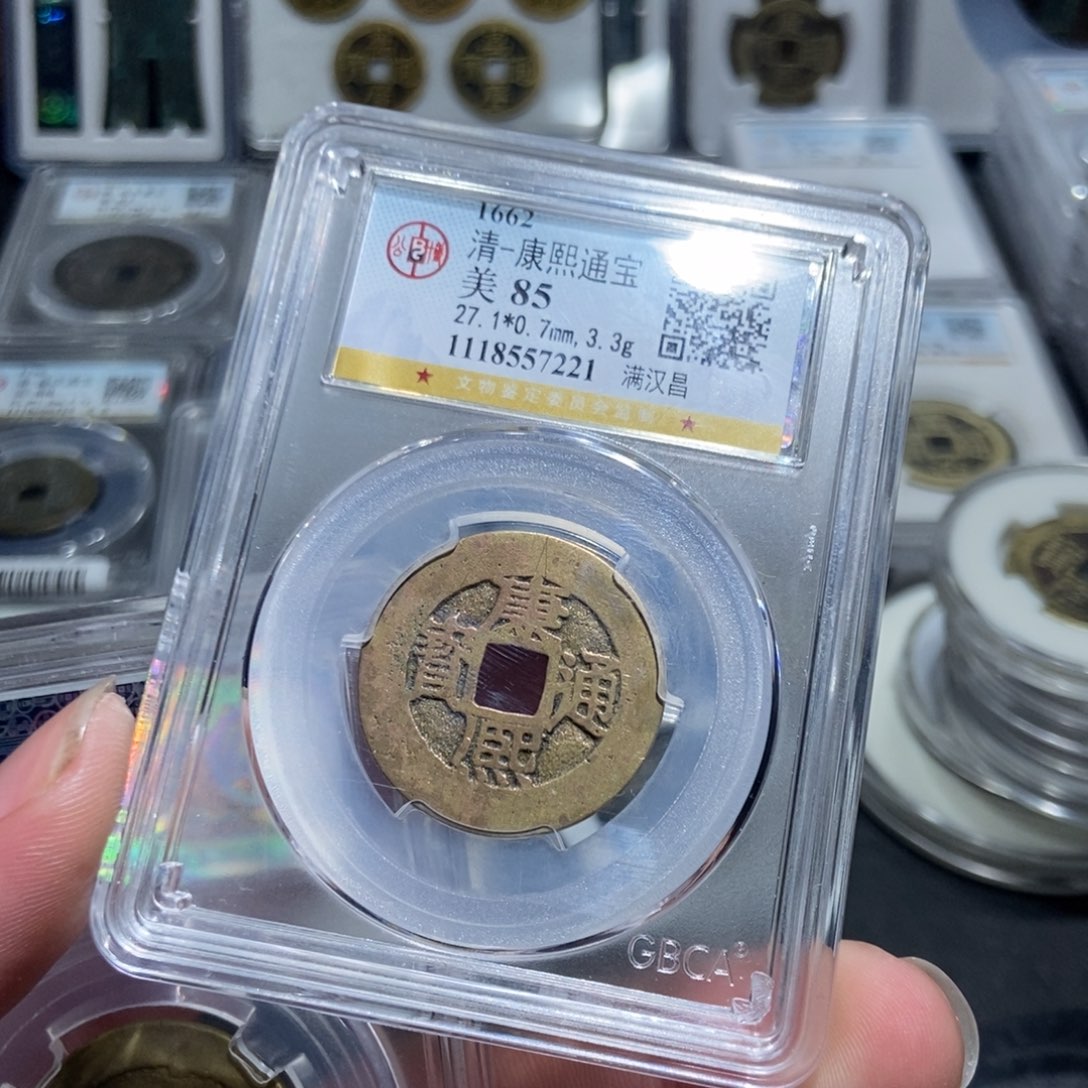 1662
清-康熙通宝
美 85
27.1*0.7mm, 3.3g
1118557221 满汉昌
★ 文物鉴定委员会监制 ★
康熙通寶
GBCA®